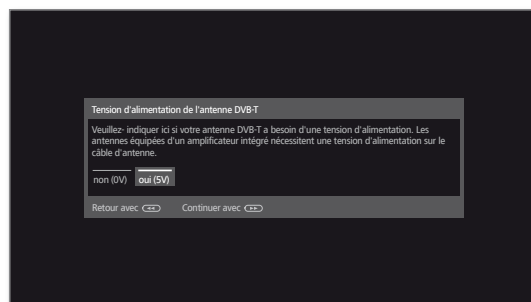 Tension d'alimentation de l'antenne DVB-T
Veuillez- indiquer ici si votre antenne DVB-T a besoin d'une tension d'alimentation. Les
antennes équipées d'un amplificateur intégré nécessitent une tension d'alimentation sur le
câble d'antenne.
non (0V) oui (5V)
Retour avec Continuer avec